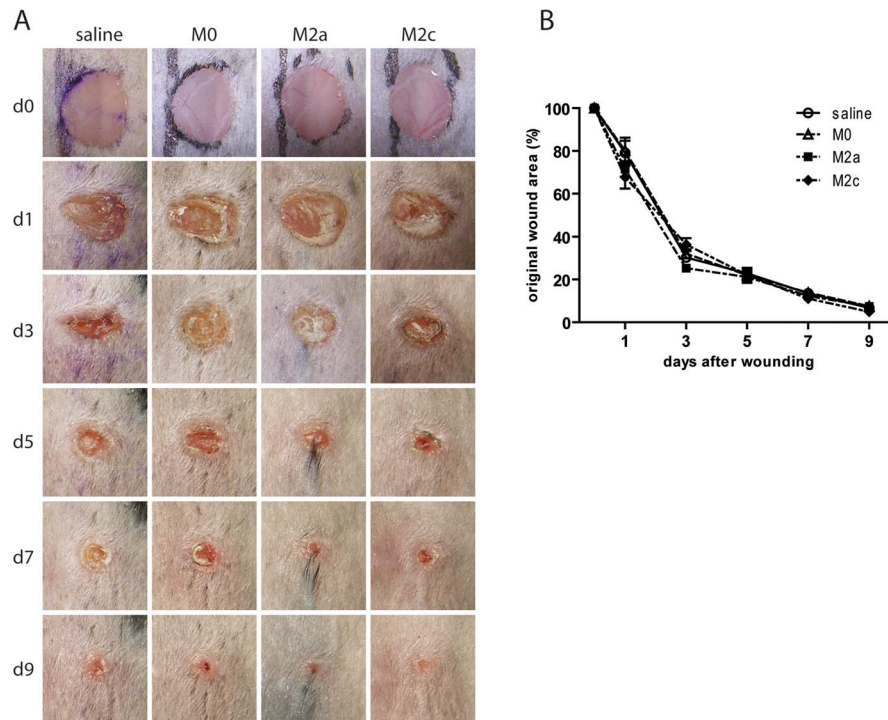 A
saline M0 M2a M2c
d0
d1
d3
d5
d7
d9
B
original wound area (%)
100
80
60
40
20
0
1 3 5 7 9
days after wounding
saline
M0
M2a
M2c